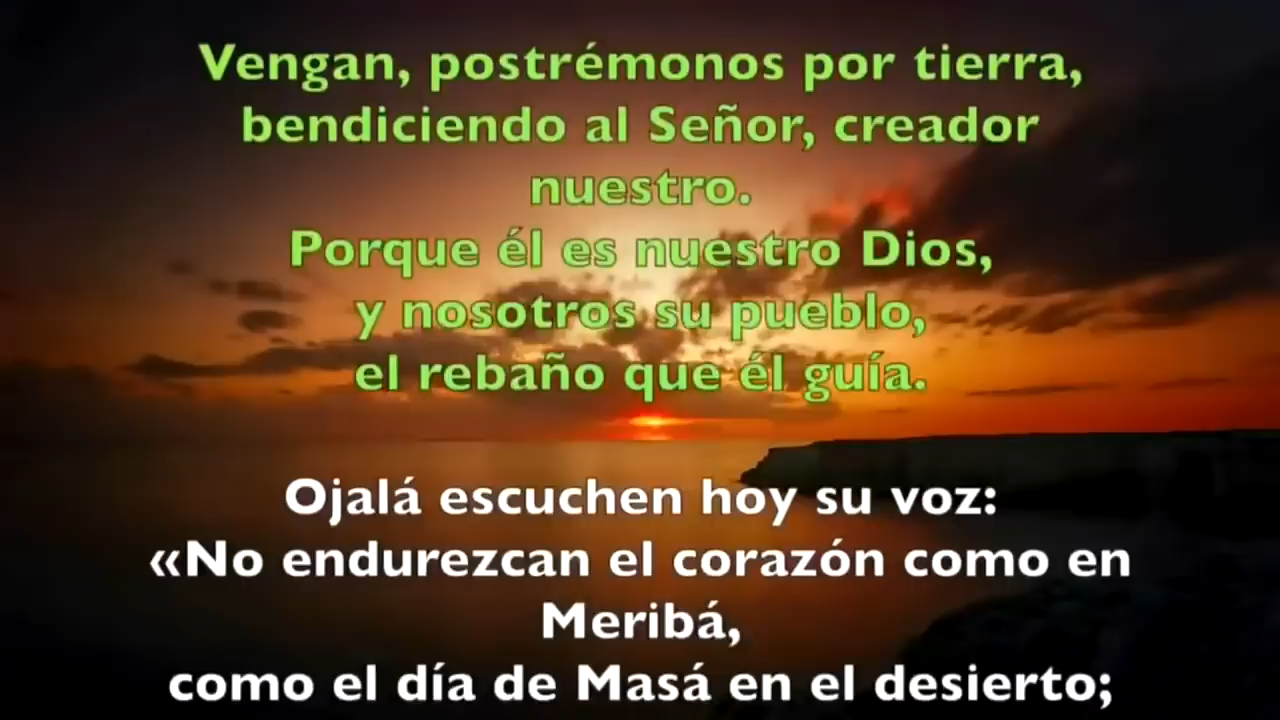 Vengan, postrémonos por tierra,
bendiciendo al Señor, creador
nuestro.
Porque él es nuestro Dios,
y nosotros su pueblo,
el rebaño que él guía.
Ojalá escuchen hoy su voz:
«No endurezcan el corazón como en
Meribá,
como el día de Masá en el desierto;